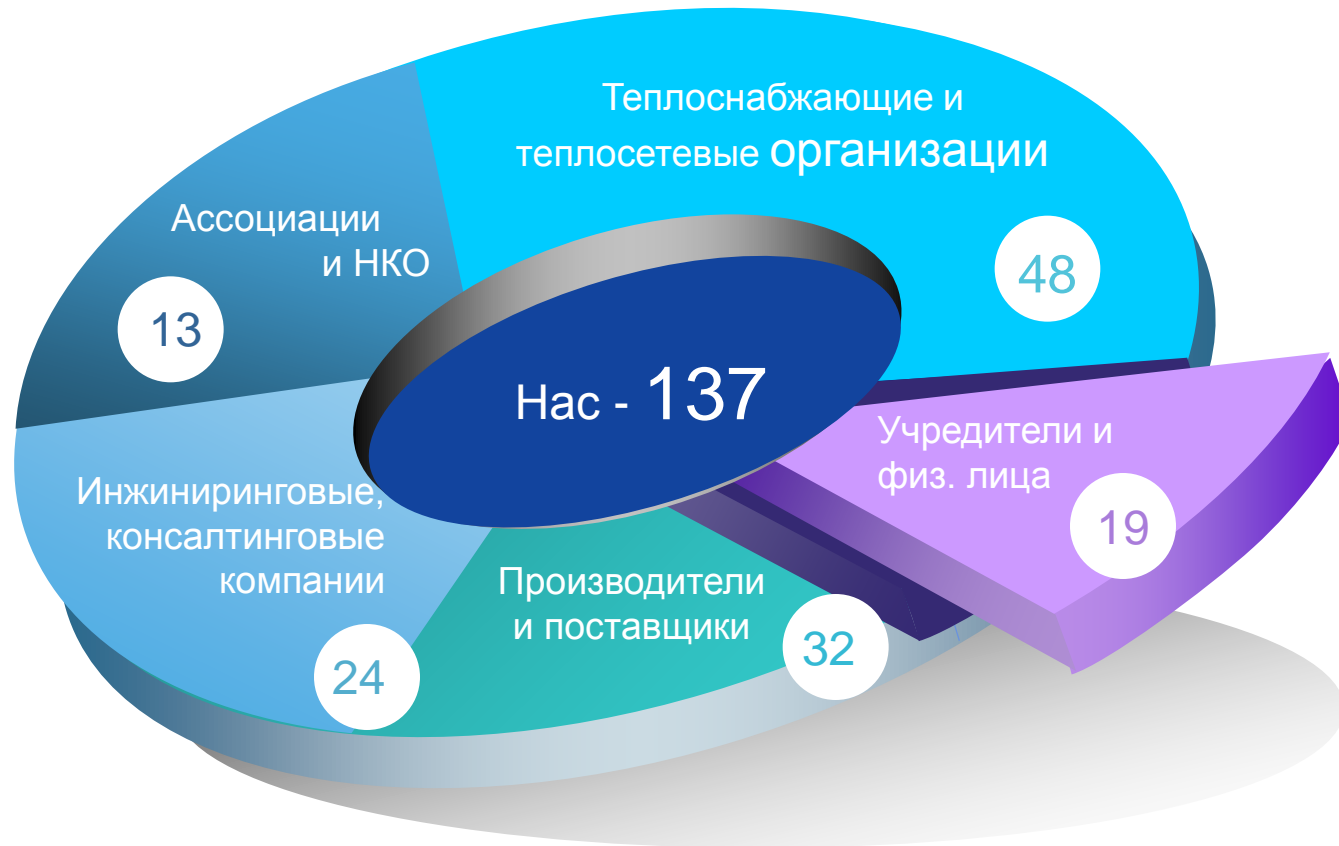 Теплоснабжающие и
теплосетевые организации
48
Ассоциации
и НКО
13
Нас - 137
Учредители и
физ. лица
19
Инжиниринговые,
консалтинговые
компании
24
Производители
и поставщики
32